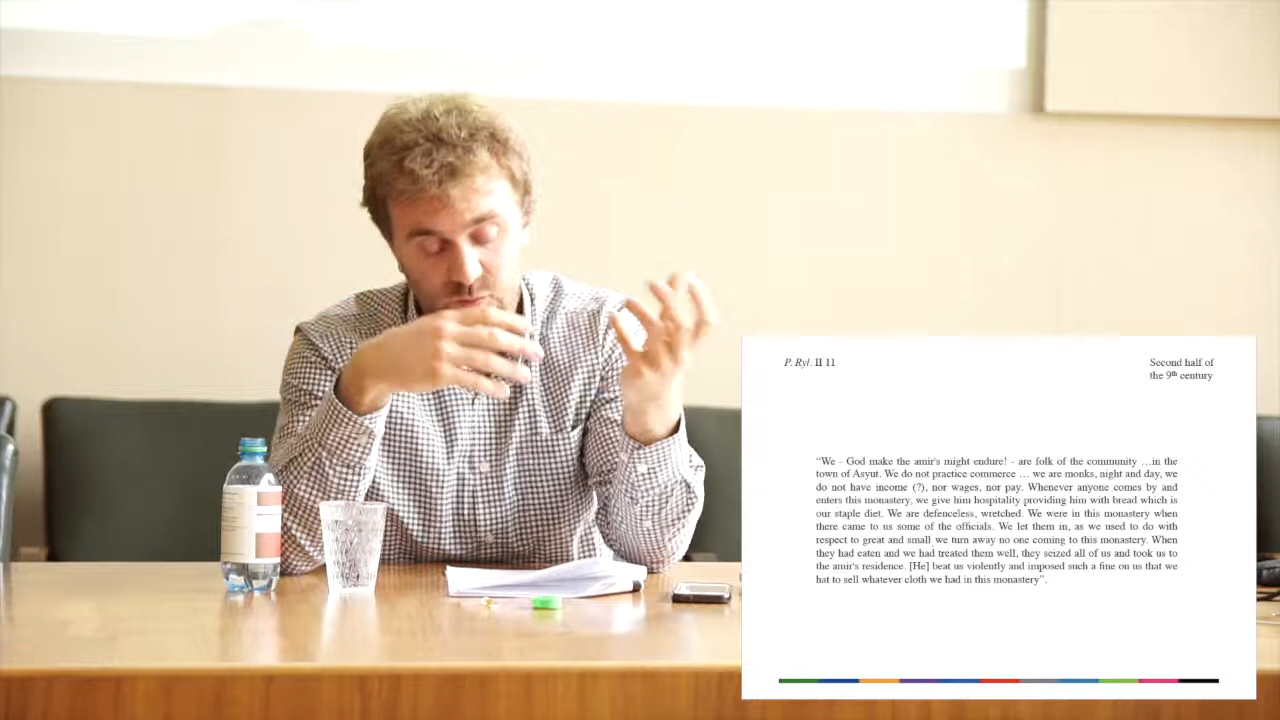 P. Ryl. II 11
Second half of
the 9th century
“We - God make the amir's might endure! - are folk of the community …in the
town of Asyut. We do not practice commerce … we are monks, night and day, we
do not have income (?), nor wages, nor pay. Whenever anyone comes by and
enters this monastery, we give him hospitality providing him with bread which is
our staple diet. We are defenceless, wretched. We were in this monastery when
there came to us some of the officials. We let them in, as we used to do with
respect to great and small we turn away no one coming to this monastery. When
they had eaten and we had treated them well, they seized all of us and took us to
the amir's residence. [He] beat us violently and imposed such a fine on us that we
hat to sell whatever cloth we had in this monastery”.